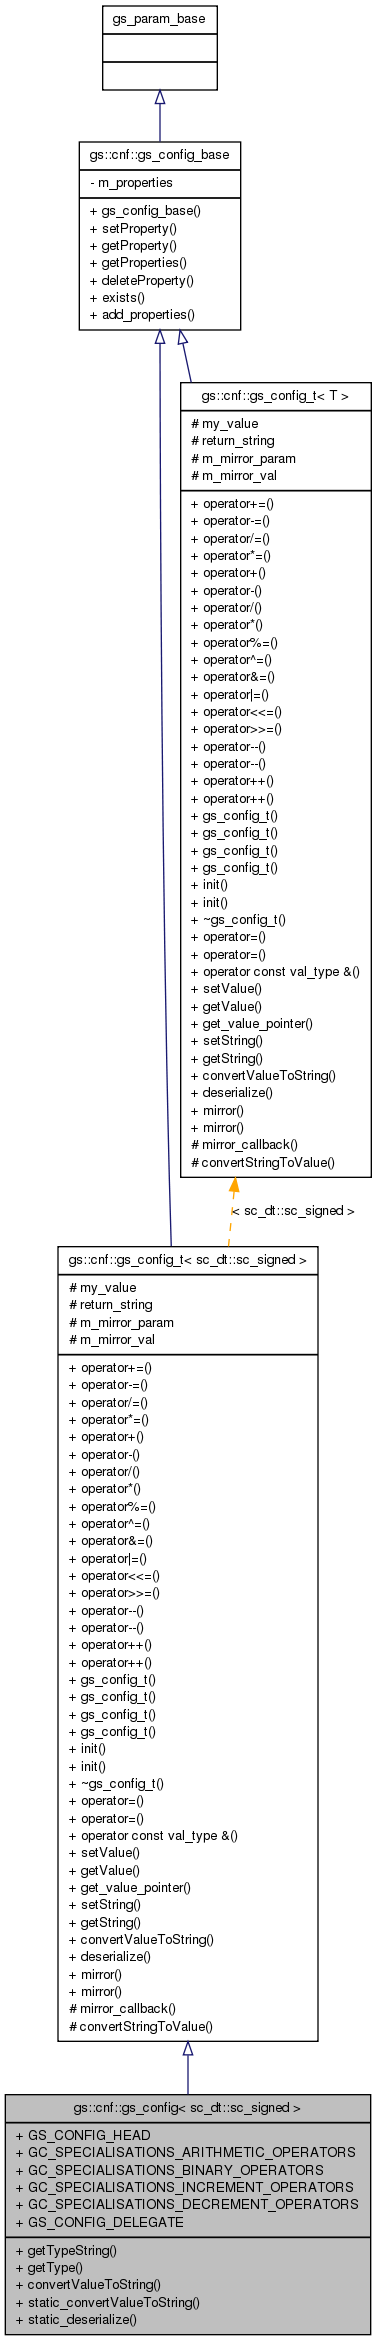 gs_param_base
gs::cnf::gs_config_base
- m_properties
+ gs_config_base()
+ setProperty()
+ getProperty()
+ getProperties()
+ deleteProperty()
+ exists()
+ add_properties()
gs::cnf::gs_config_t< T >
# my_value
# return_string
# m_mirror_param
# m_mirror_val
+ operator+=()
+ operator-=()
+ operator/=()
+ operator*=()
+ operator+()
+ operator-()
+ operator/()
+ operator*()
+ operator%=()
+ operator^=()
+ operator&=()
+ operator|=()
+ operator<<=()
+ operator>>=()
+ operator--()
+ operator--()
+ operator++()
+ operator++()
+ gs_config_t()
+ gs_config_t()
+ gs_config_t()
+ gs_config_t()
+ init()
+ init()
+ ~gs_config_t()
+ operator=()
+ operator=()
+ operator const val_type &()
+ setValue()
+ getValue()
+ get_value_pointer()
+ setString()
+ getString()
+ convertValueToString()
+ deserialize()
+ mirror()
+ mirror()
# mirror_callback()
# convertStringToValue()
< sc_dt::sc_signed >
gs::cnf::gs_config_t< sc_dt::sc_signed >
# my_value
# return_string
# m_mirror_param
# m_mirror_val
+ operator+=()
+ operator-=()
+ operator/=()
+ operator*=()
+ operator+()
+ operator-()
+ operator/()
+ operator*()
+ operator%=()
+ operator^=()
+ operator&=()
+ operator|=()
+ operator<<=()
+ operator>>=()
+ operator--()
+ operator--()
+ operator++()
+ operator++()
+ gs_config_t()
+ gs_config_t()
+ gs_config_t()
+ gs_config_t()
+ init()
+ init()
+ ~gs_config_t()
+ operator=()
+ operator=()
+ operator const val_type &()
+ setValue()
+ getValue()
+ get_value_pointer()
+ setString()
+ getString()
+ convertValueToString()
+ deserialize()
+ mirror()
+ mirror()
# mirror_callback()
# convertStringToValue()
gs::cnf::gs_config< sc_dt::sc_signed >
+ GS_CONFIG_HEAD
+ GC_SPECIALISATIONS_ARITHMETIC_OPERATORS
+ GC_SPECIALISATIONS_BINARY_OPERATORS
+ GC_SPECIALISATIONS_INCREMENT_OPERATORS
+ GC_SPECIALISATIONS_DECREMENT_OPERATORS
+ GS_CONFIG_DELEGATE
+ getTypeString()
+ getType()
+ convertValueToString()
+ static_convertValueToString()
+ static_deserialize()